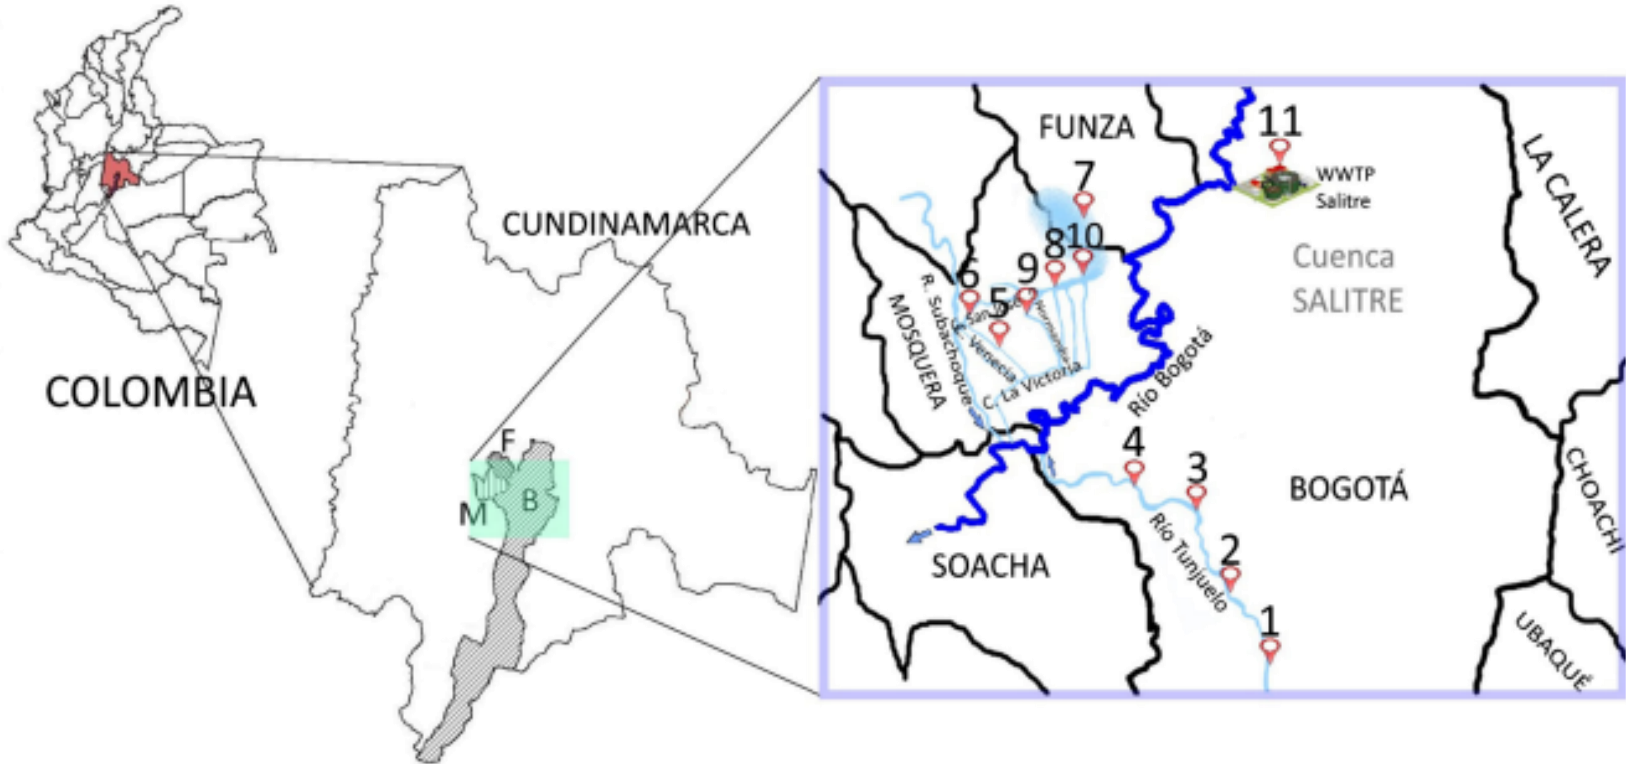 COLOMBIA
CUNDINAMARCA
F
M
B
FUNZA
11
WWTP
Salitre
7
LA CALERA
Cuenca
SALITRE
8
10
9
6
5
R. Subachoque
C. Venecia
C. La Victoria
MOSQUERA
Río Bogotá
4
3
BOGOTÁ
CHOACHI
Río Tunjuelo
SOACHA
2
1
UBAQUÉ